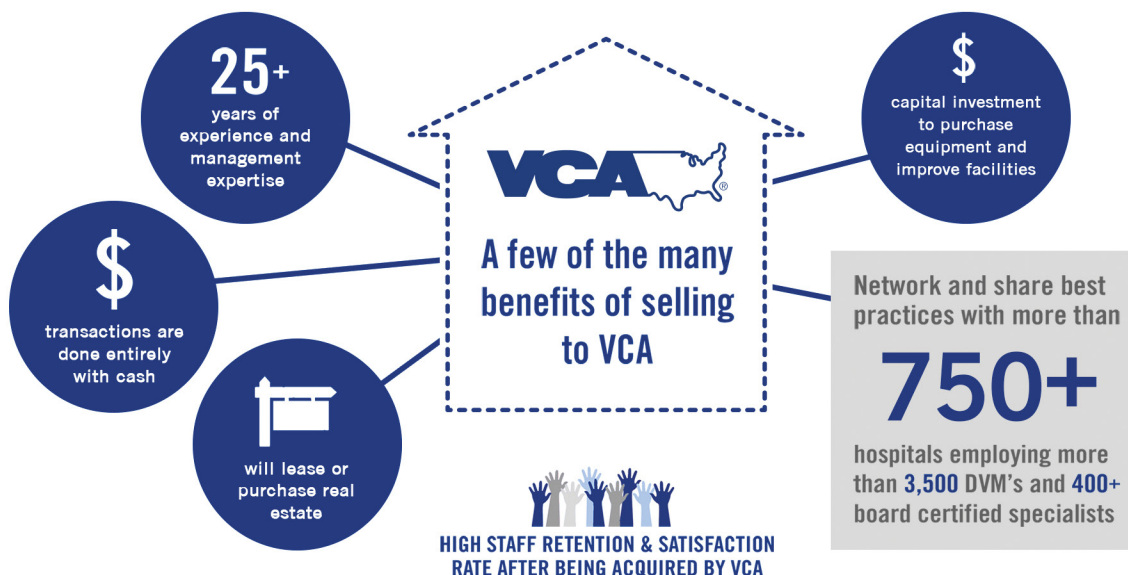 25+
years of
experience and
management
expertise
$
transactions are
done entirely
with cash
will lease or
purchase real
estate
VCA®
A few of the many
benefits of selling
to VCA
HIGH STAFF RETENTION & SATISFACTION
RATE AFTER BEING ACQUIRED BY VCA
$
capital investment
to purchase
equipment and
improve facilities
Network and share best
practices with more than
750+
hospitals employing more
than 3,500 DVM's and 400+
board certified specialists